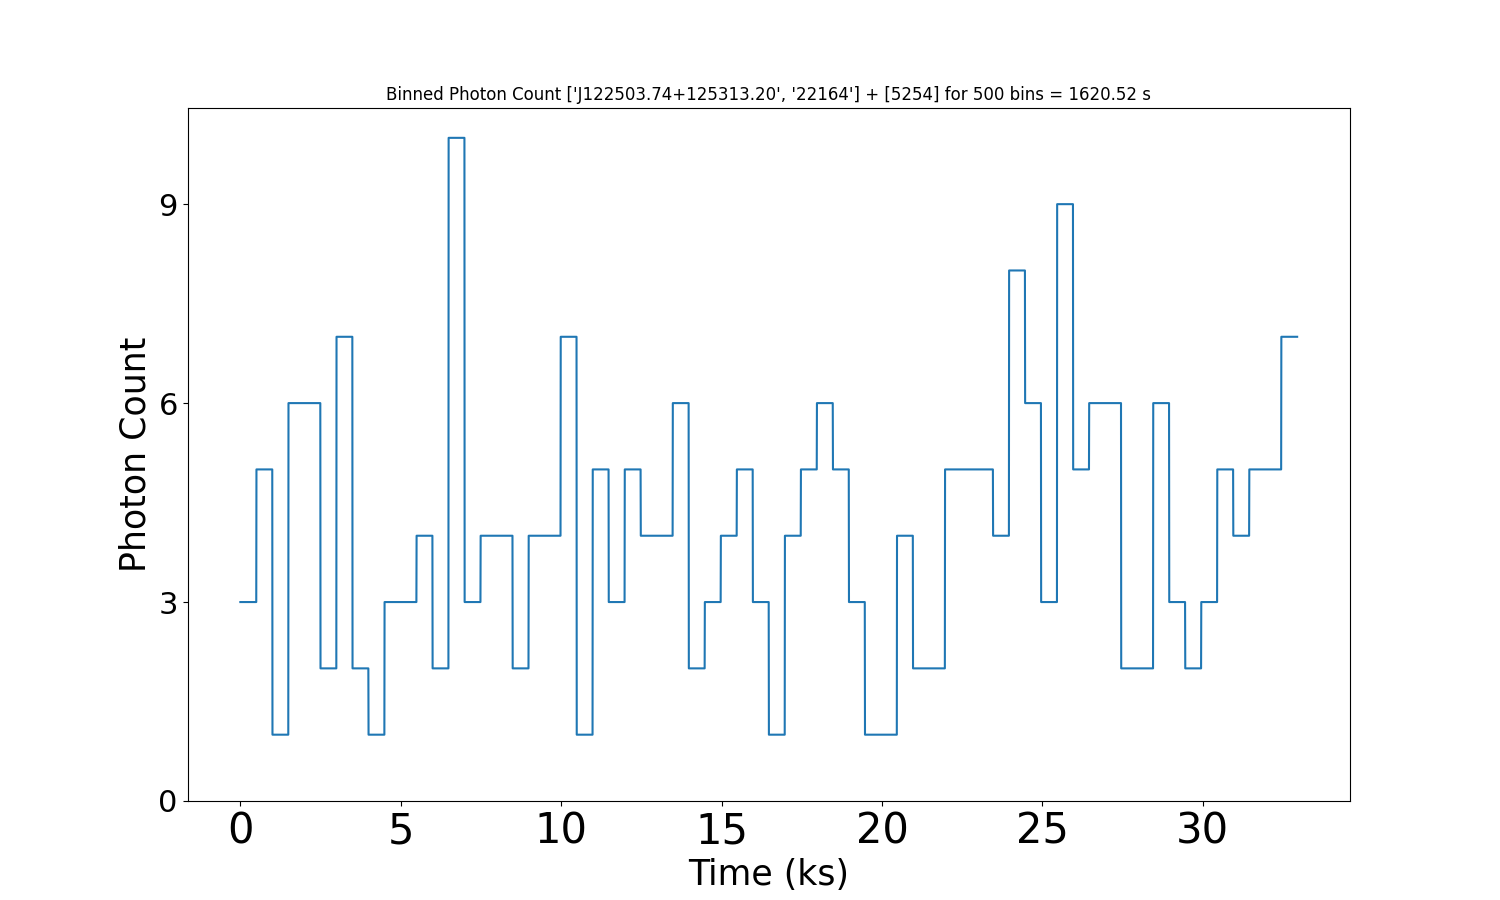 Binned Photon Count ['J122503.74+125313.20', '22164'] + [5254] for 500 bins = 1620.52 s
9
6
3
0
Photon Count
0 5 10 15 20 25 30
Time (ks)